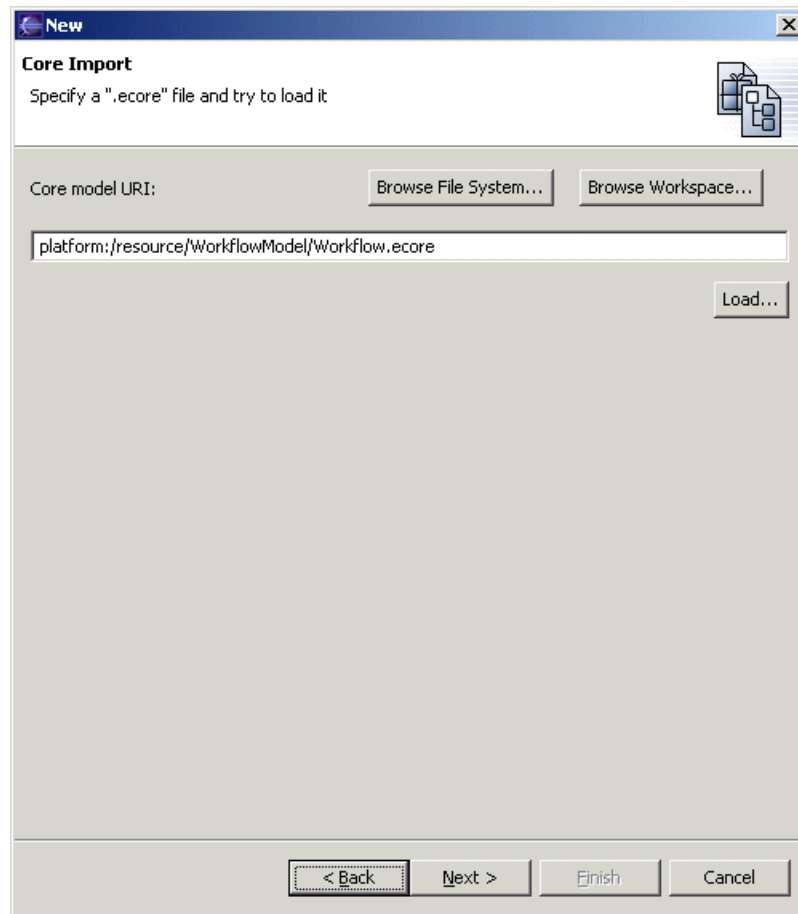 New
Core Import
Specify a ".ecore" file and try to load it
Core model URI: Browse File System... Browse Workspace...
platform:/resource/WorkflowModel/Workflow.ecore
Load...
< Back Next > Finish Cancel